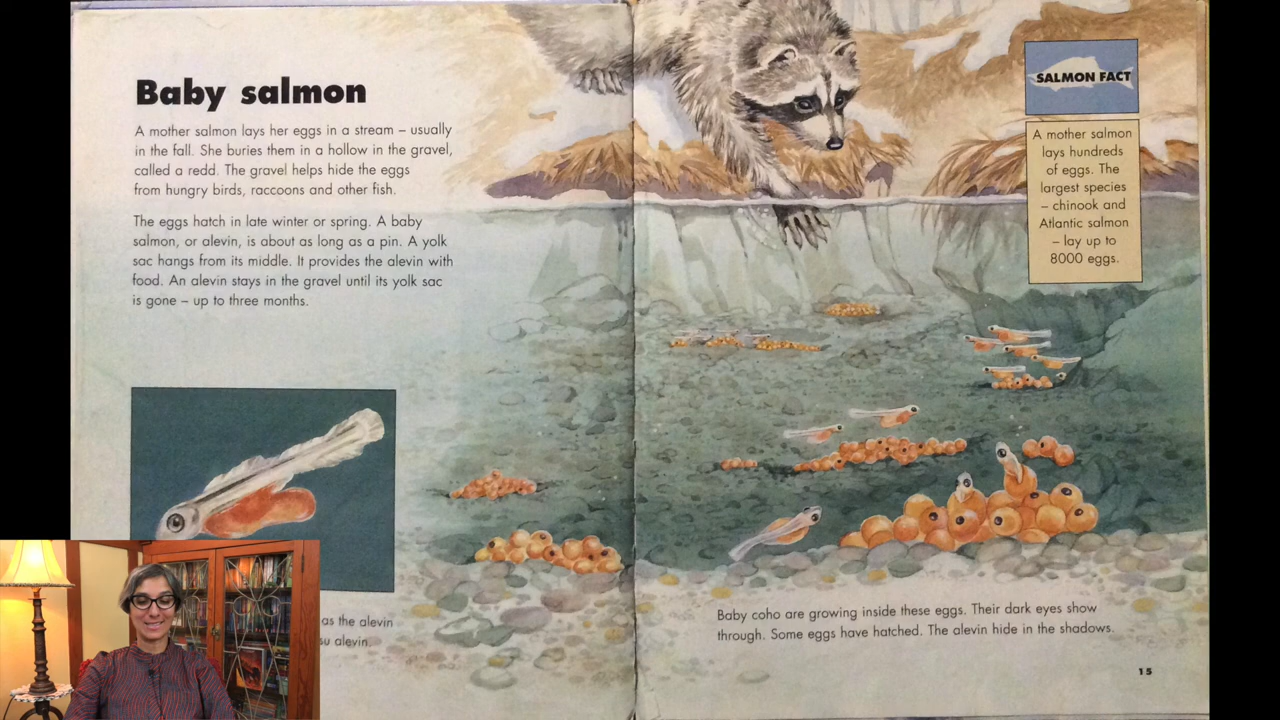 Baby salmon
A mother salmon lays her eggs in a stream – usually
in the fall. She buries them in a hollow in the gravel,
called a redd. The gravel helps hide the eggs
from hungry birds, raccoons and other fish.
The eggs hatch in late winter or spring. A baby
salmon, or alevin, is about as long as a pin. A yolk
sac hangs from its middle. It provides the alevin with
food. An alevin stays in the gravel until its yolk sac
is gone – up to three months.
as the alevin
su alevin.
SALMON FACT
A mother salmon
lays hundreds
of eggs. The
largest species
– chinook and
Atlantic salmon
– lay up to
8000 eggs.
Baby coho are growing inside these eggs. Their dark eyes show
through. Some eggs have hatched. The alevin hide in the shadows.
15